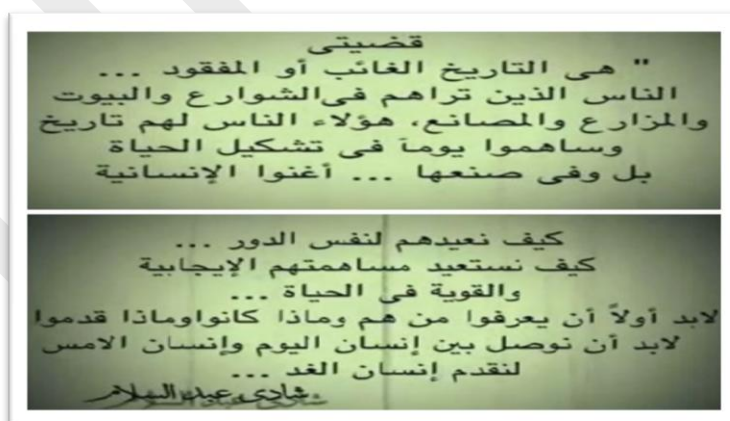 قضيتى
" هى التاريخ الغائب أو المفقود ...
الناس الذين تراهم فى الشوارع والبيوت
والمزارع والمصانع، هؤلاء الناس لهم تاريخ
وساهموا يوماً فى تشكيل الحياة
بل وفى صنعها ... أغنوا الإنسانية
كيف نعيدهم لنفس الدور ...
كيف نستعيد مساهمتهم الإيجابية
والقوية فى الحياة ...
لابد أولاً أن يعرفوا من هم وماذا كانوا وماذا قدموا
لابد أن نوصل بين إنسان اليوم وإنسان الامس
لنقدم إنسان الغد ...
شادى عبد السلام